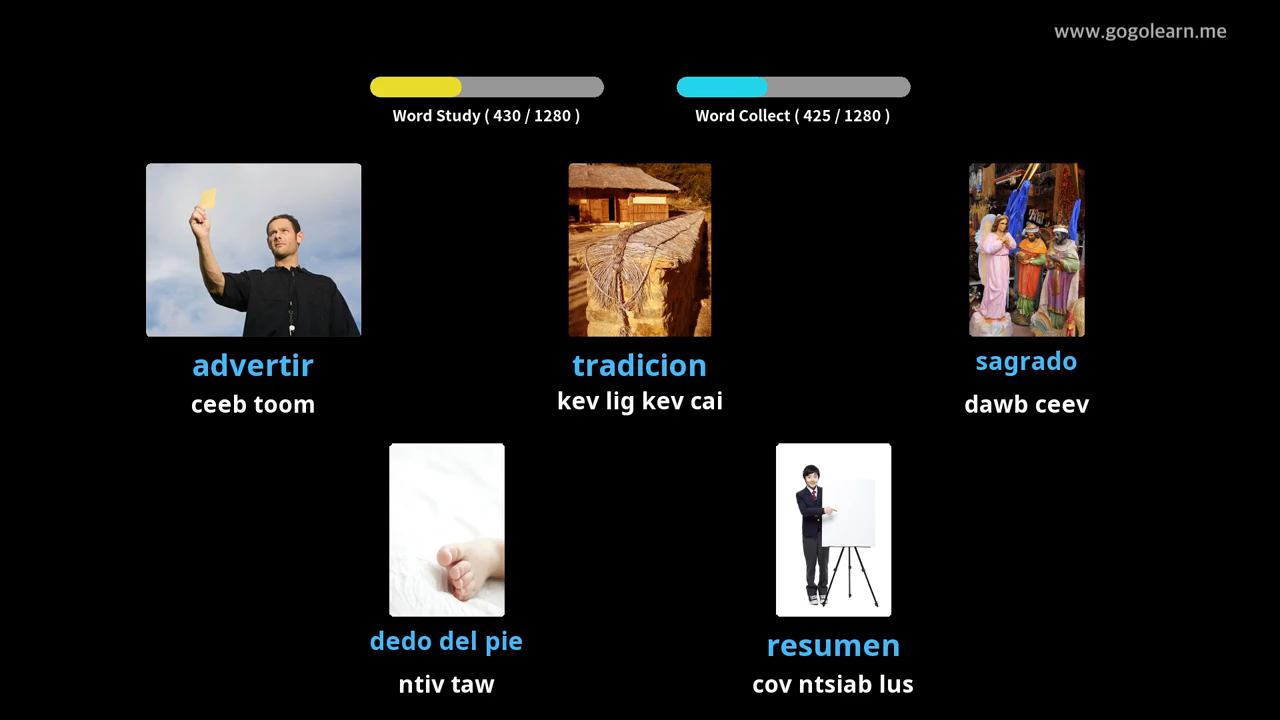 www.gogolearn.me
Word Study ( 430 / 1280 )
Word Collect ( 425 / 1280 )
advertir
ceeb toom
tradicion
kev lig kev cai
sagrado
dawb ceev
dedo del pie
ntiv taw
resumen
cov ntsiab lus